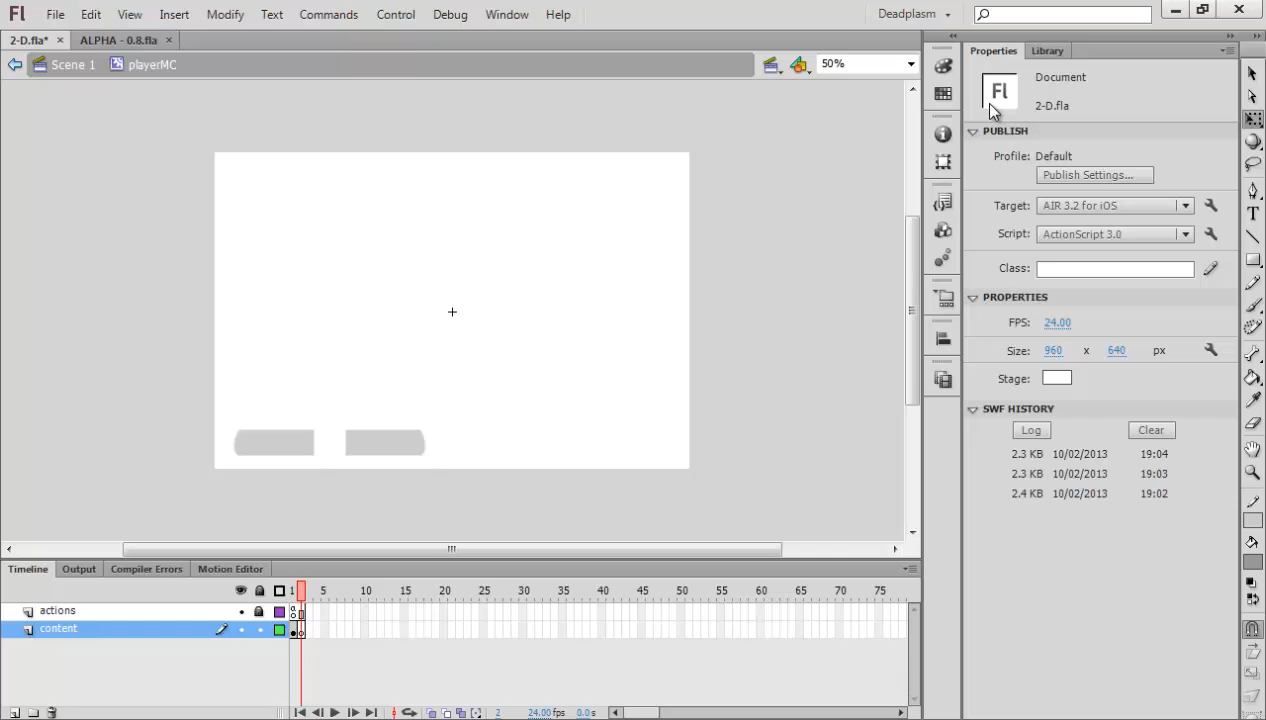 Fl File Edit View Insert Modify Text Commands Control Debug Window Help Deadplasm
2-D.fla* × ALPHA - 0.8.fla ×
Scene 1 playerMC 50%
Properties Library
Fl Document
2-D.fla
PUBLISH
Profile: Default
Publish Settings...
Target: AIR 3.2 for iOS
Script: ActionScript 3.0
Class:
PROPERTIES
FPS: 24.00
Size: 960 x 640 px
Stage:
SWF HISTORY
Log Clear
2.3 KB 10/02/2013 19:04
2.3 KB 10/02/2013 19:03
2.4 KB 10/02/2013 19:02
Timeline Output Compiler Errors Motion Editor
1 5 10 15 20 25 30 35 40 45 50 55 60 65 70 75
actions
content
2 24.00 fps 0.0 s